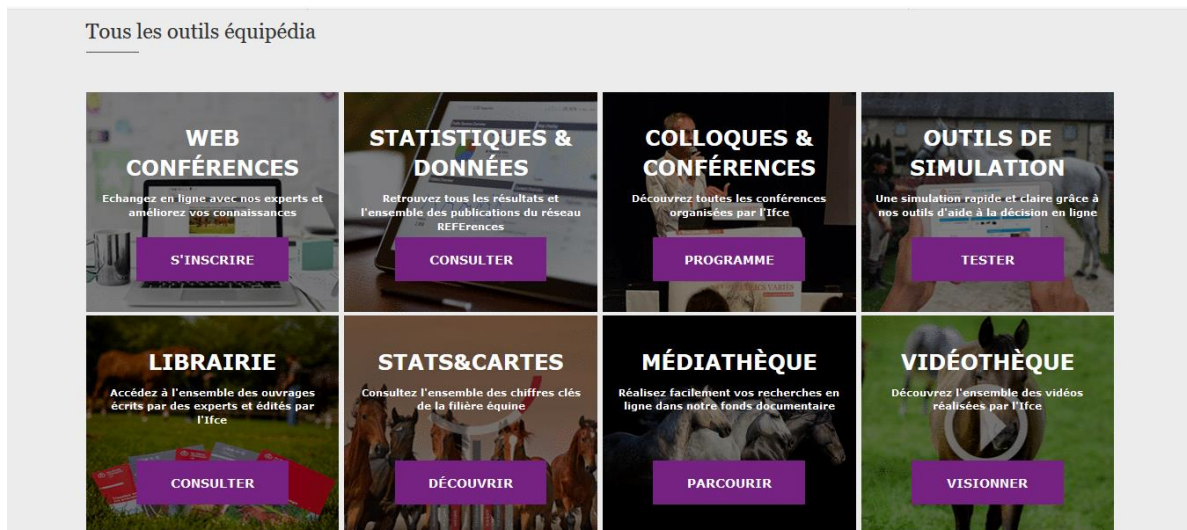 Tous les outils équipédia
WEB
CONFÉRENCES
Echangez en ligne avec nos experts et
améliorez vos connaissances
S'INSCRIRE
STATISTIQUES &
DONNÉES
Retrouvez tous les résultats et
l'ensemble des publications du réseau
REFErences
CONSULTER
COLLOQUES &
CONFÉRENCES
Découvrez toutes les conférences
organisées par l'Ifce
PROGRAMME
OUTILS DE
SIMULATION
Une simulation rapide et claire grâce à
nos outils d'aide à la décision en ligne
TESTER
LIBRAIRIE
Accédez à l'ensemble des ouvrages
écrits par des experts et édités par
l'Ifce
CONSULTER
STATS&CARTES
Consultez l'ensemble des chiffres clés
de la filière équine
DÉCOUVRIR
MÉDIATHÈQUE
Réalisez facilement vos recherches en
ligne dans notre fonds documentaire
PARCOURIR
VIDÉOTHÈQUE
Découvrez l'ensemble des vidéos
réalisées par l'Ifce
VISIONNER